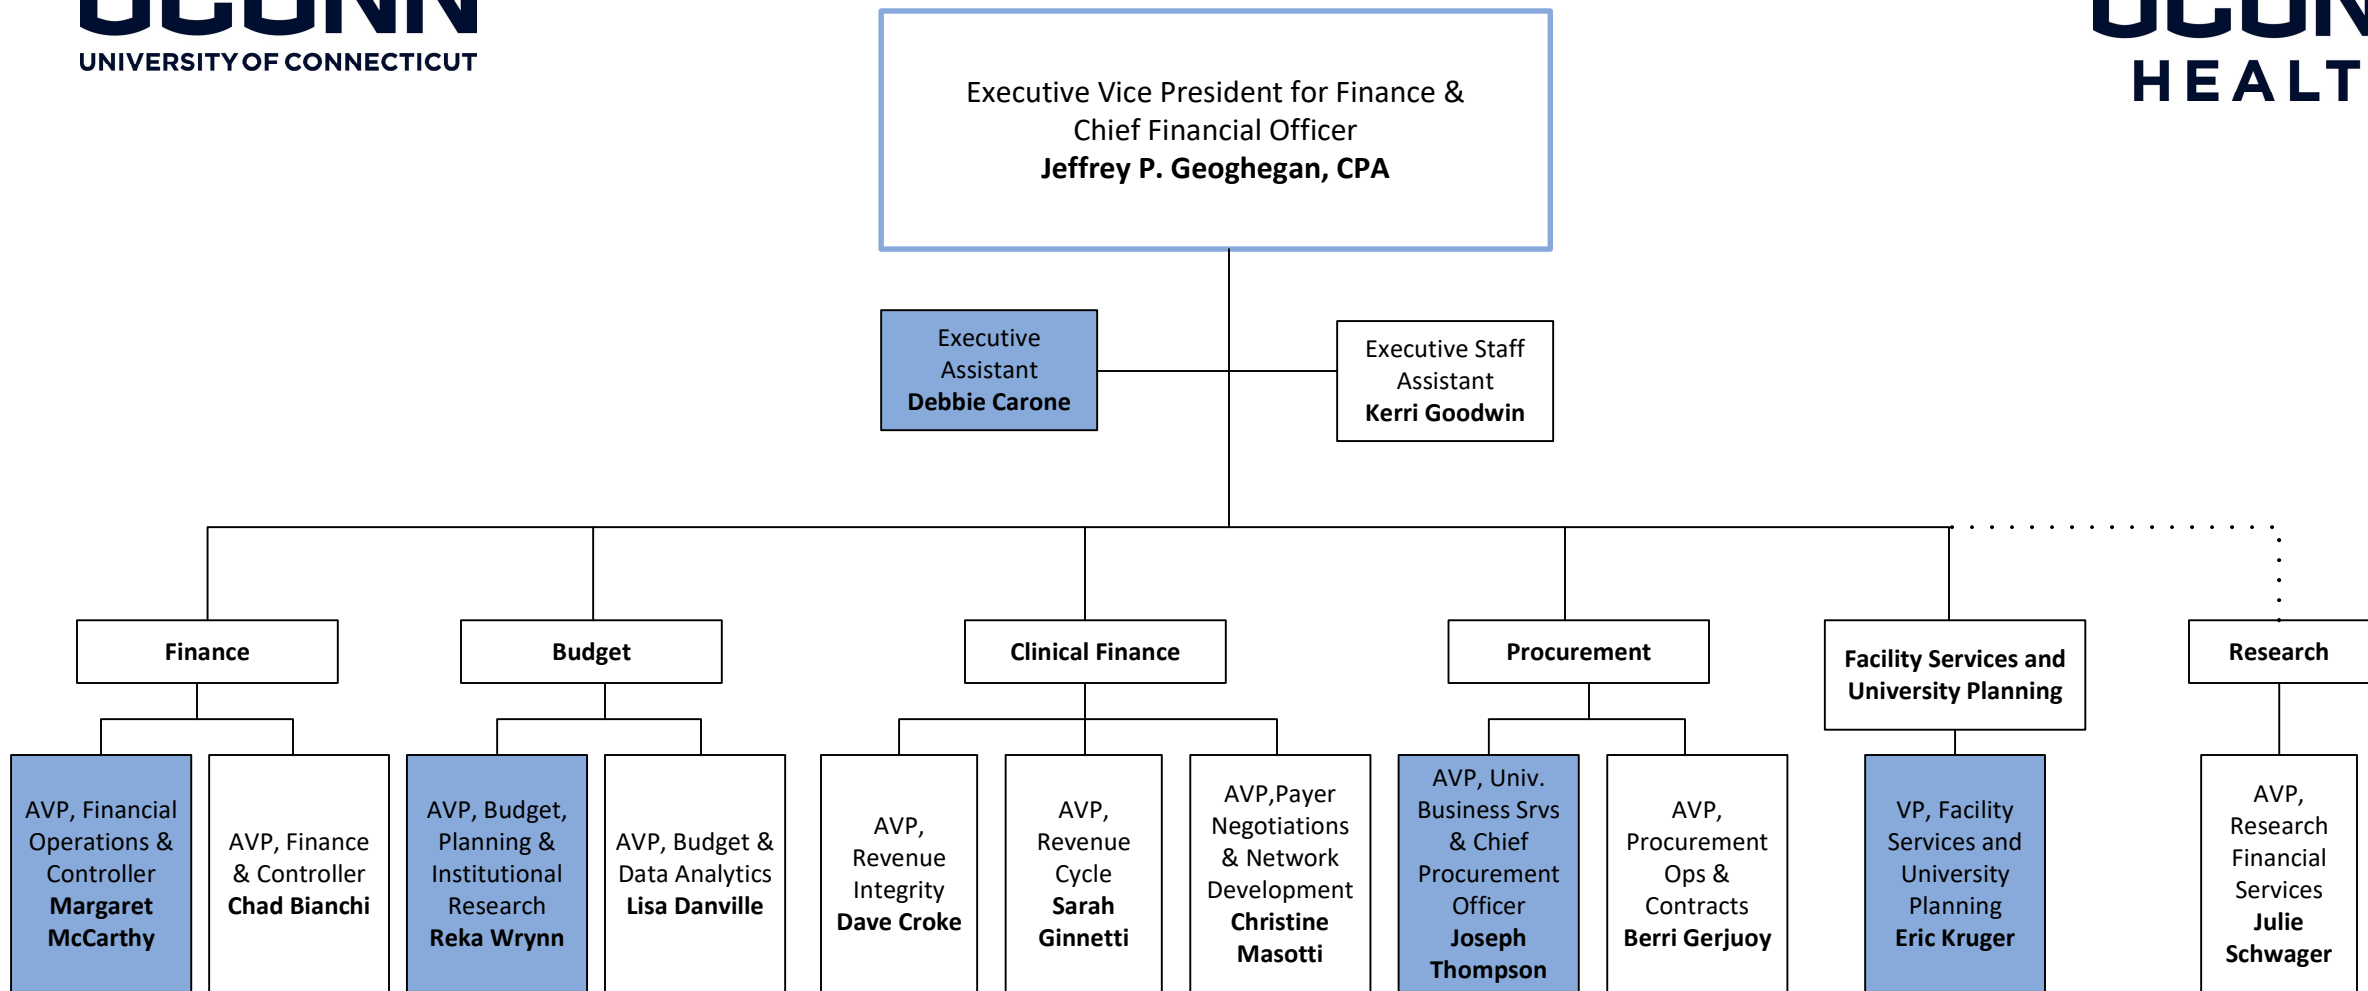 UCONN
UNIVERSITY OF CONNECTICUT
HEALT
Executive Vice President for Finance &
Chief Financial Officer
Jeffrey P. Geoghegan, CPA
Executive
Assistant
Debbie Carone
Executive Staff
Assistant
Kerri Goodwin
Finance
Budget
Clinical Finance
Procurement
Facility Services and
University Planning
Research
AVP, Financial
Operations &
Controller
Margaret
McCarthy
AVP, Finance
& Controller
Chad Bianchi
AVP, Budget,
Planning &
Institutional
Research
Reka Wrynn
AVP, Budget &
Data Analytics
Lisa Danville
AVP,
Revenue
Integrity
Dave Croke
AVP,
Revenue
Cycle
Sarah
Ginnetti
AVP,Payer
Negotiations
& Network
Development
Christine
Masotti
AVP, Univ.
Business Srvs
& Chief
Procurement
Officer
Joseph
Thompson
AVP,
Procurement
Ops &
Contracts
Berri Gerjuoy
VP, Facility
Services and
University
Planning
Eric Kruger
AVP,
Research
Financial
Services
Julie
Schwager